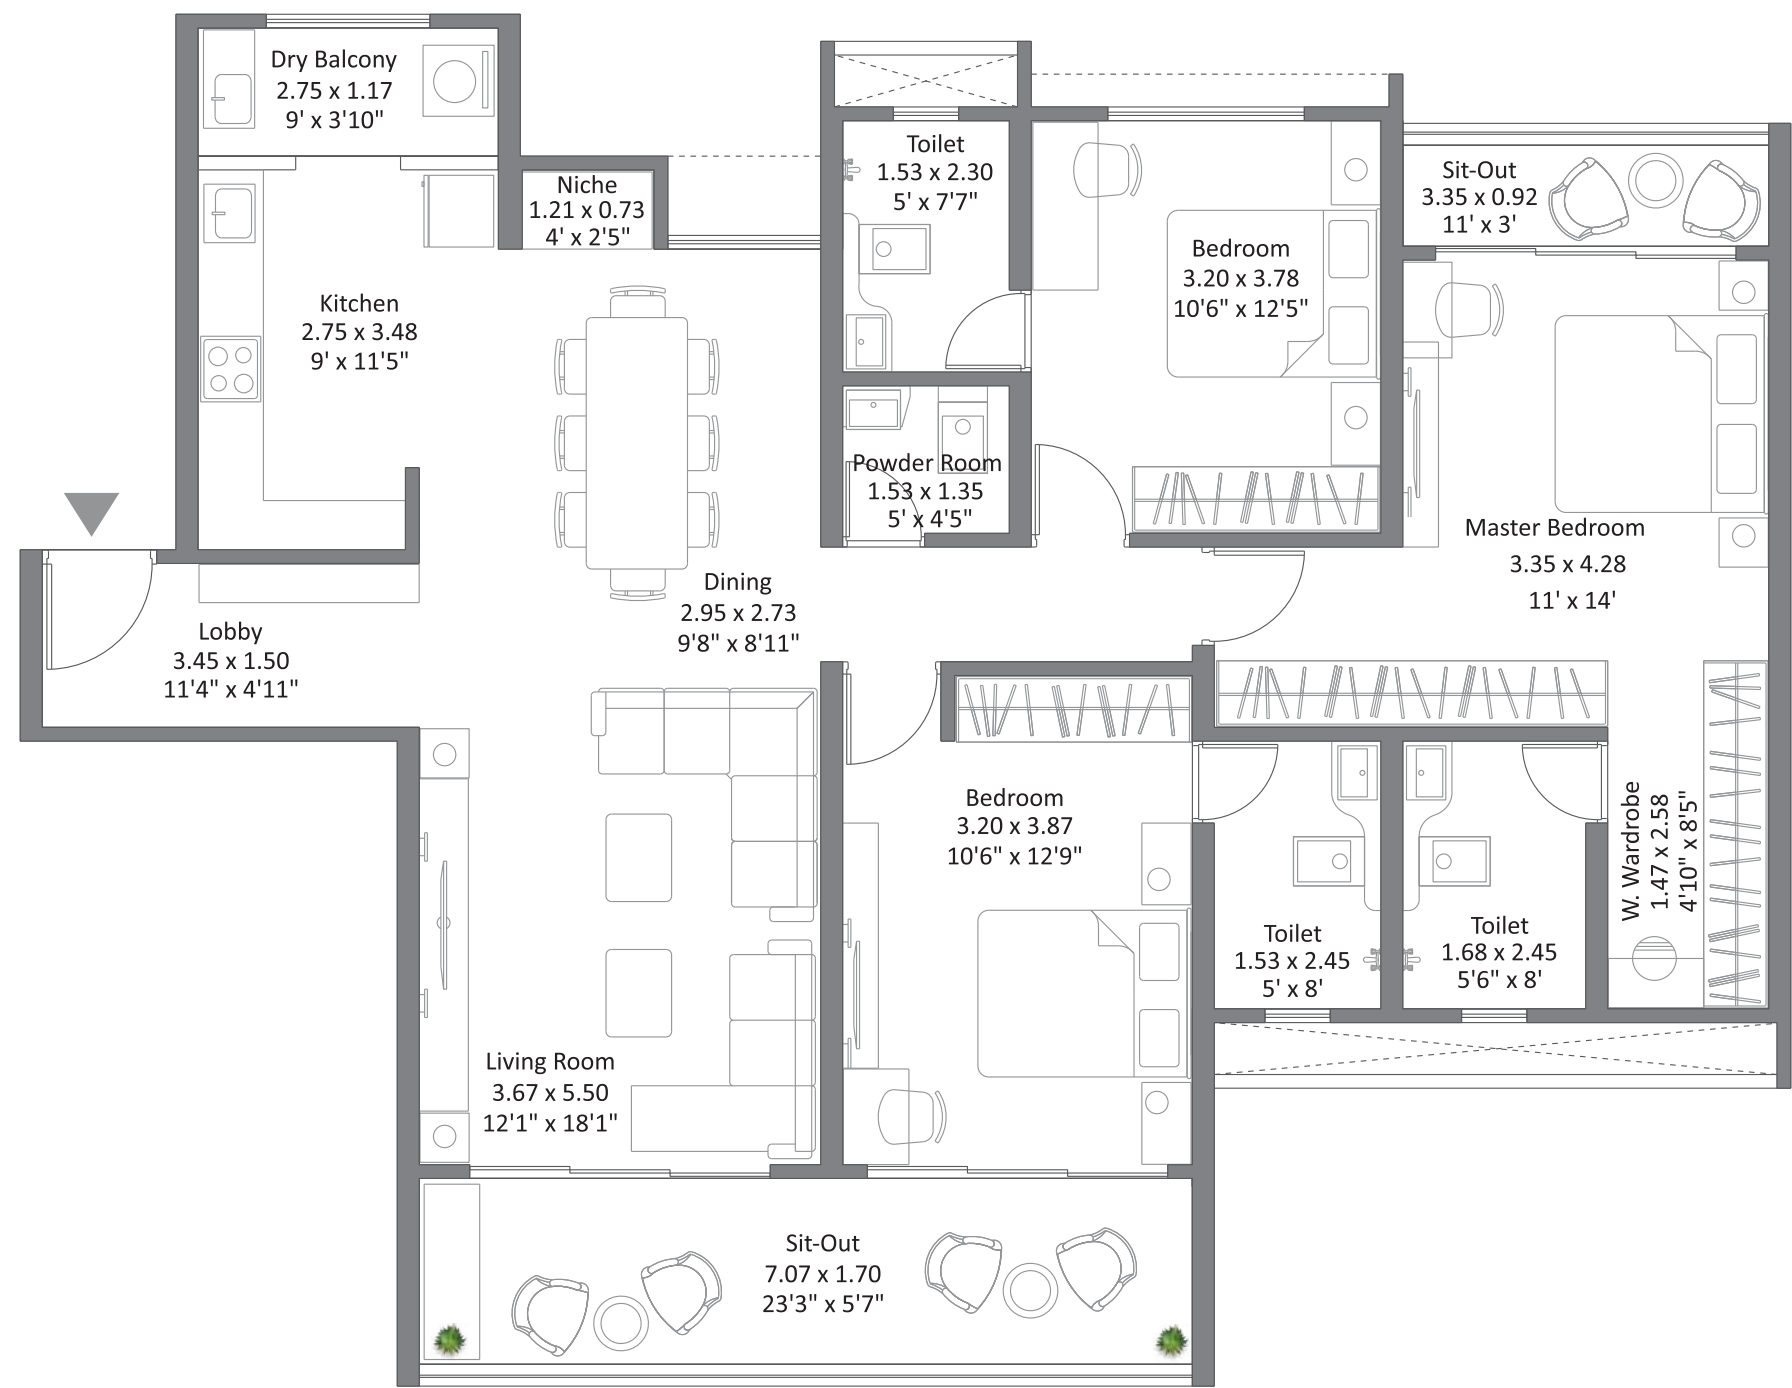 Dry Balcony
2.75 x 1.17
9' x 3'10"
Toilet
1.53 x 2.30
5' x 7'7"
Niche
1.21 x 0.73
4' x 2'5"
Sit-Out
3.35 x 0.92
11' x 3'
Bedroom
3.20 x 3.78
10'6" x 12'5"
Kitchen
2.75 x 3.48
9' x 11'5"
Powder Room
1.53 x 1.35
5' x 4'5"
Master Bedroom
3.35 x 4.28
11' x 14'
Dining
2.95 x 2.73
9'8" x 8'11"
Lobby
3.45 x 1.50
11'4" x 4'11"
Bedroom
3.20 x 3.87
10'6" x 12'9"
W. Wardrobe
1.47 x 2.58
4'10" x 8'5"
Toilet
1.53 x 2.45
5' x 8'
Toilet
1.68 x 2.45
5'6" x 8'
Living Room
3.67 x 5.50
12'1" x 18'1"
Sit-Out
7.07 x 1.70
23'3" x 5'7"